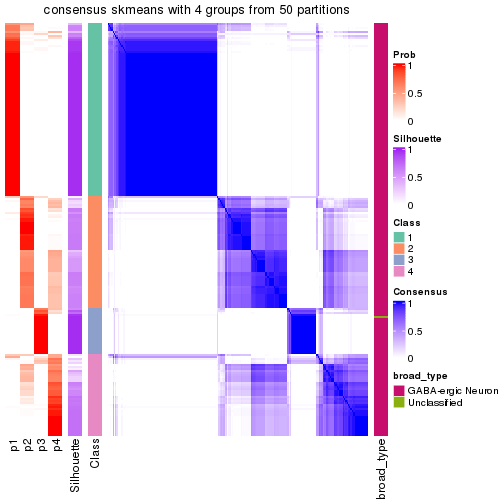 consensus skmeans with 4 groups from 50 partitions
Prob
1
0.5
0
Silhouette
1
0.5
0
Class
1
2
3
4
Consensus
1
0.5
0
broad_type
GABA-ergic Neuron
Unclassified
p1
p2
p3
p4
Silhouette
Class
broad_type